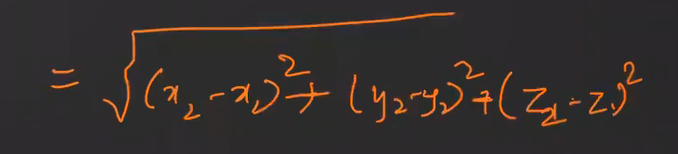 = √(x₂-x₁)² + (y₂-y₁)² + (z₂-z₁)²